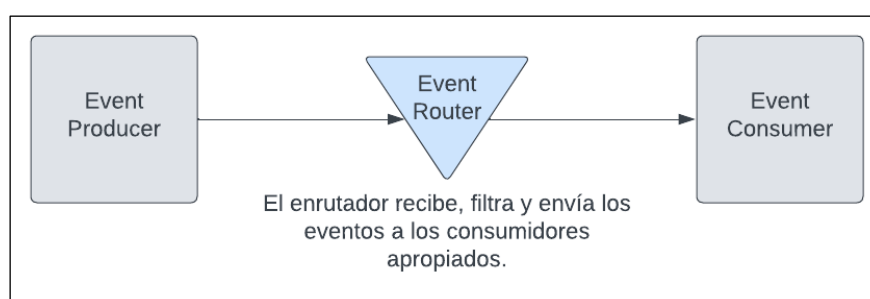 Event
Producer
Event
Router
Event
Consumer
El enrutador recibe, filtra y envía los
eventos a los consumidores
apropiados.